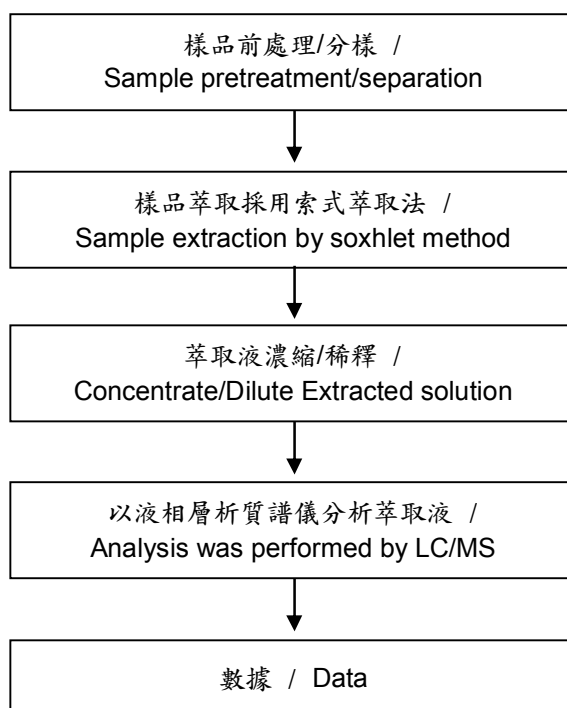 樣品前處理/分樣 /
Sample pretreatment/separation
樣品萃取採用索式萃取法 /
Sample extraction by soxhlet method
萃取液濃縮/稀釋 /
Concentrate/Dilute Extracted solution
以液相層析質譜儀分析萃取液 /
Analysis was performed by LC/MS
數據 / Data